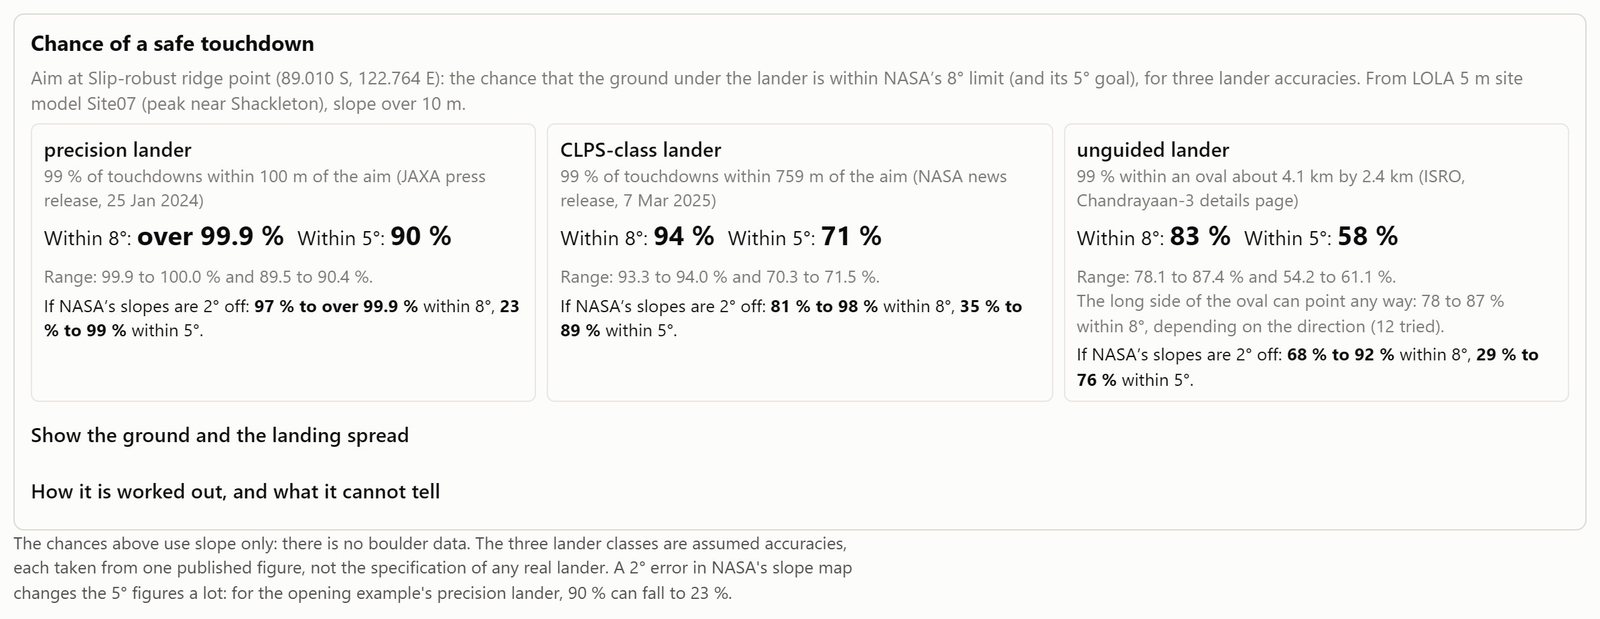 Chance of a safe touchdown
Aim at Slip-robust ridge point (89.010 S, 122.764 E): the chance that the ground under the lander is within NASA’s 8° limit (and its 5° goal), for three lander accuracies. From LOLA 5 m site
model Site07 (peak near Shackleton), slope over 10 m.
precision lander
99 % of touchdowns within 100 m of the aim (JAXA press
release, 25 Jan 2024)
Within 8°: over 99.9 % Within 5°: 90 %
Range: 99.9 to 100.0 % and 89.5 to 90.4 %.
If NASA’s slopes are 2° off: 97 % to over 99.9 % within 8°, 23
% to 99 % within 5°.
CLPS-class lander
99 % of touchdowns within 759 m of the aim (NASA news
release, 7 Mar 2025)
Within 8°: 94 % Within 5°: 71 %
Range: 93.3 to 94.0 % and 70.3 to 71.5 %.
If NASA’s slopes are 2° off: 81 % to 98 % within 8°, 35 % to
89 % within 5°.
unguided lander
99 % within an oval about 4.1 km by 2.4 km (ISRO,
Chandrayaan-3 details page)
Within 8°: 83 % Within 5°: 58 %
Range: 78.1 to 87.4 % and 54.2 to 61.1 %.
The long side of the oval can point any way: 78 to 87 %
within 8°, depending on the direction (12 tried).
If NASA’s slopes are 2° off: 68 % to 92 % within 8°, 29 % to
76 % within 5°.
Show the ground and the landing spread
How it is worked out, and what it cannot tell
The chances above use slope only: there is no boulder data. The three lander classes are assumed accuracies,
each taken from one published figure, not the specification of any real lander. A 2° error in NASA's slope map
changes the 5° figures a lot: for the opening example's precision lander, 90 % can fall to 23 %.